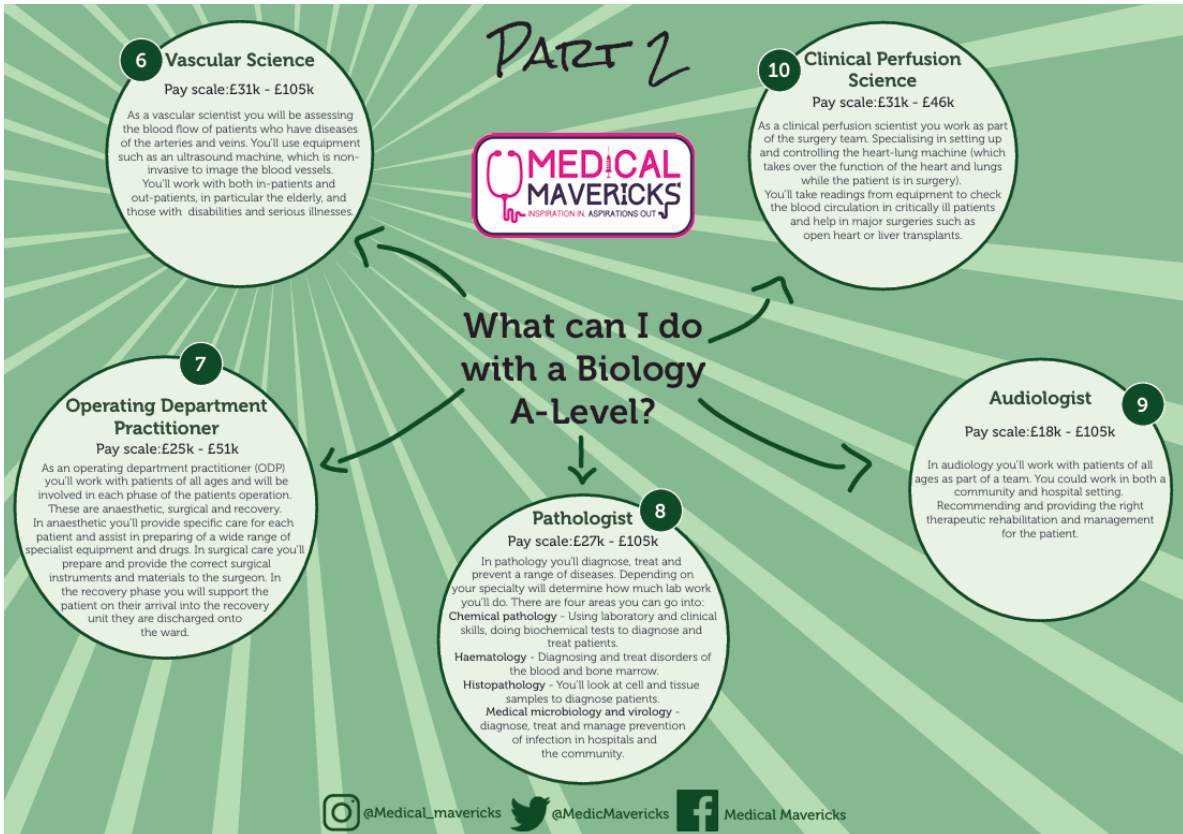 Part 2
MEDICAL
MAVERICKS
INSPIRATION IN, ASPIRATIONS OUT
What can I do
with a Biology
A-Level?
6
Vascular Science
Pay scale:£31k - £105k
As a vascular scientist you will be assessing
the blood flow of patients who have diseases
of the arteries and veins. You'll use equipment
such as an ultrasound machine, which is non-
invasive to image the blood vessels.
You'll work with both in-patients and
out-patients, in particular the elderly, and
those with disabilities and serious illnesses.
7
Operating Department
Practitioner
Pay scale:£25k - £51k
As an operating department practitioner (ODP)
you'll work with patients of all ages and will be
involved in each phase of the patients operation.
These are anaesthetic, surgical and recovery.
In anaesthetic you'll provide specific care for each
patient and assist in preparing of a wide range of
specialist equipment and drugs. In surgical care you'll
prepare and provide the correct surgical
instruments and materials to the surgeon. In
the recovery phase you will support the
patient on their arrival into the recovery
unit they are discharged onto
the ward.
8
Pathologist
Pay scale:£27k - £105k
In pathology you'll diagnose, treat and
prevent a range of diseases. Depending on
your specialty will determine how much lab work
you'll do. There are four areas you can go into:
Chemical pathology - Using laboratory and clinical
skills, doing biochemical tests to diagnose and
treat patients.
Haematology - Diagnosing and treat disorders of
the blood and bone marrow.
Histopathology - You'll look at cell and tissue
samples to diagnose patients.
Medical microbiology and virology -
diagnose, treat and manage prevention
of infection in hospitals and
the community.
9
Audiologist
Pay scale:£18k - £105k
In audiology you'll work with patients of all
ages as part of a team. You could work in both a
community and hospital setting.
Recommending and providing the right
therapeutic rehabilitation and management
for the patient.
10
Clinical Perfusion
Science
Pay scale:£31k - £46k
As a clinical perfusion scientist you work as part
of the surgery team. Specialising in setting up
and controlling the heart-lung machine (which
takes over the function of the heart and lungs
while the patient is in surgery).
You'll take readings from equipment to check
the blood circulation in critically ill patients
and help in major surgeries such as
open heart or liver transplants.
@Medical_mavericks
@MedicMavericks
Medical Mavericks